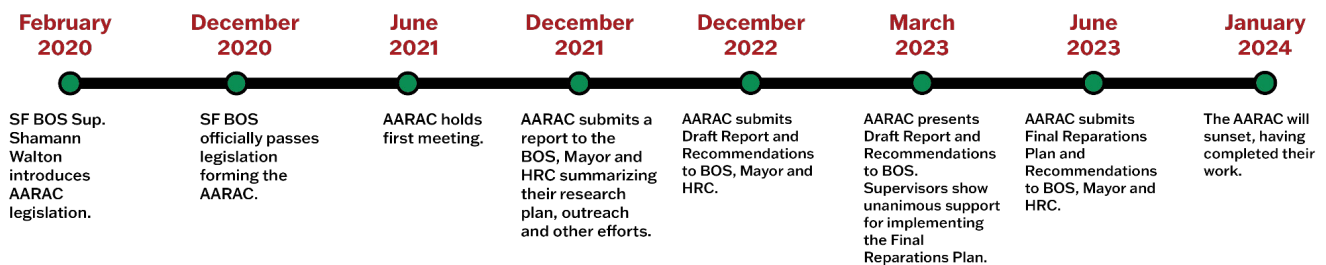 February
2020
December
2020
June
2021
December
2021
December
2022
March
2023
June
2023
January
2024
SF BOS Sup.
Shamann
Walton
introduces
AARAC
legislation.
SF BOS
officially passes
legislation
forming the
AARAC.
AARAC holds
first meeting.
AARAC submits a
report to the
BOS, Mayor and
HRC summarizing
their research
plan, outreach
and other efforts.
AARAC submits
Draft Report and
Recommendations
to BOS, Mayor and
HRC.
AARAC presents
Draft Report and
Recommendations
to BOS.
Supervisors show
unanimous support
for implementing
the Final
Reparations Plan.
AARAC submits
Final Reparations
Plan and
Recommendations
to BOS, Mayor and
HRC.
The AARAC will
sunset, having
completed their
work.